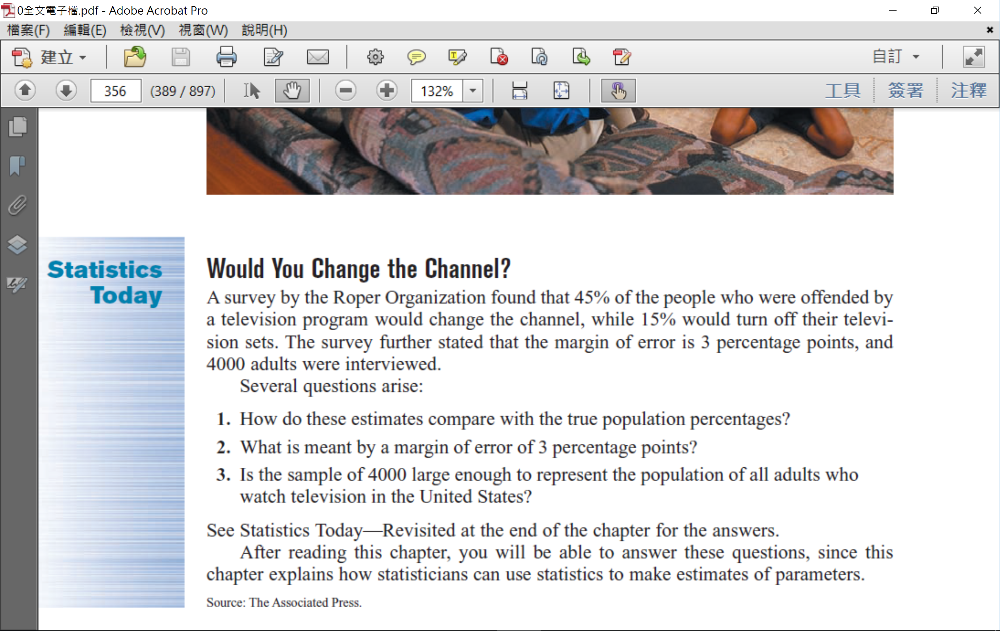 0全文電子檔.pdf - Adobe Acrobat Pro
檔案(F) 編輯(E) 檢視(V) 視窗(W) 說明(H)
建立 自訂
356 (389 / 897) 132% 工具 簽署 注釋
Statistics
Today
Would You Change the Channel?
A survey by the Roper Organization found that 45% of the people who were offended by
a television program would change the channel, while 15% would turn off their televi-
sion sets. The survey further stated that the margin of error is 3 percentage points, and
4000 adults were interviewed.
Several questions arise:
1. How do these estimates compare with the true population percentages?
2. What is meant by a margin of error of 3 percentage points?
3. Is the sample of 4000 large enough to represent the population of all adults who
watch television in the United States?
See Statistics Today—Revisited at the end of the chapter for the answers.
After reading this chapter, you will be able to answer these questions, since this
chapter explains how statisticians can use statistics to make estimates of parameters.
Source: The Associated Press.